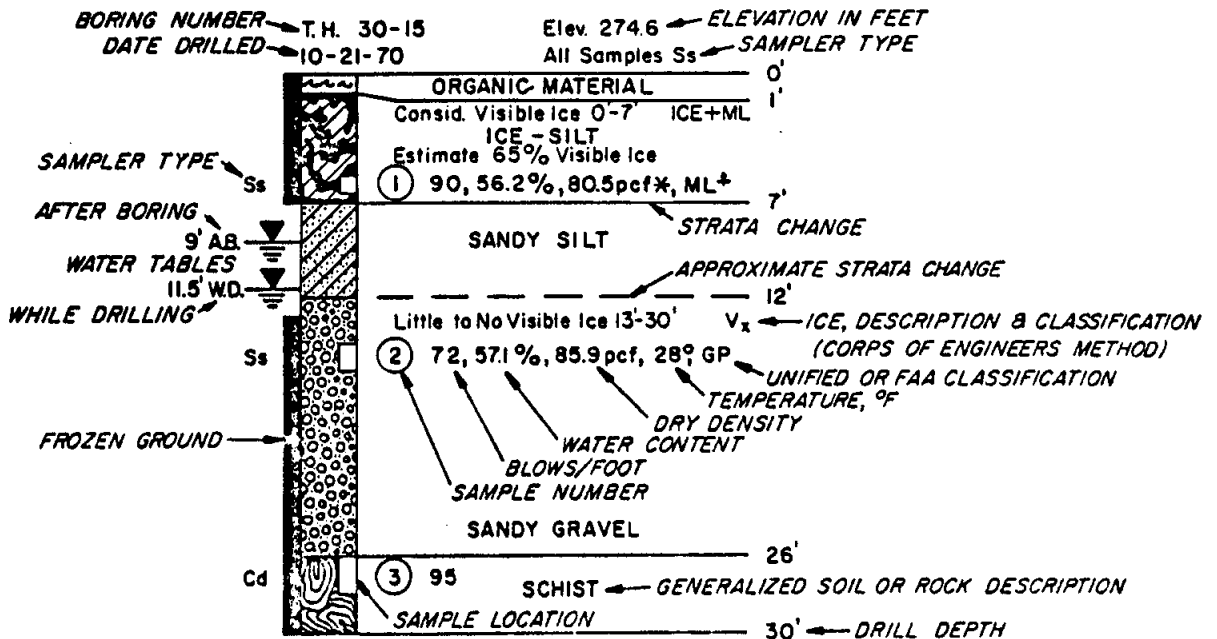 BORING NUMBER T.H. 30-15 Elev. 274.6 ELEVATION IN FEET
DATE DRILLED 10-21-70 All Samples Ss SAMPLER TYPE
0'
ORGANIC MATERIAL
1'
Consid. Visible Ice 0'-7' ICE+ML
ICE-SILT
Estimate 65% Visible Ice
SAMPLER TYPE
Ss 1 90, 56.2%, 80.5pcf*, ML+
7'
AFTER BORING STRATA CHANGE
9' A.B. SANDY SILT
WATER TABLES APPROXIMATE STRATA CHANGE
11.5' W.D. 12'
WHILE DRILLING Little to No Visible Ice 13'-30' Vx ICE, DESCRIPTION & CLASSIFICATION
(CORPS OF ENGINEERS METHOD)
Ss 2 72, 57.1%, 85.9pcf, 28°, GP
UNIFIED OR FAA CLASSIFICATION
TEMPERATURE, °F
DRY DENSITY
FROZEN GROUND WATER CONTENT
BLOWS/FOOT
SAMPLE NUMBER
SANDY GRAVEL
26'
Cd 3 95 SCHIST GENERALIZED SOIL OR ROCK DESCRIPTION
SAMPLE LOCATION
30' DRILL DEPTH